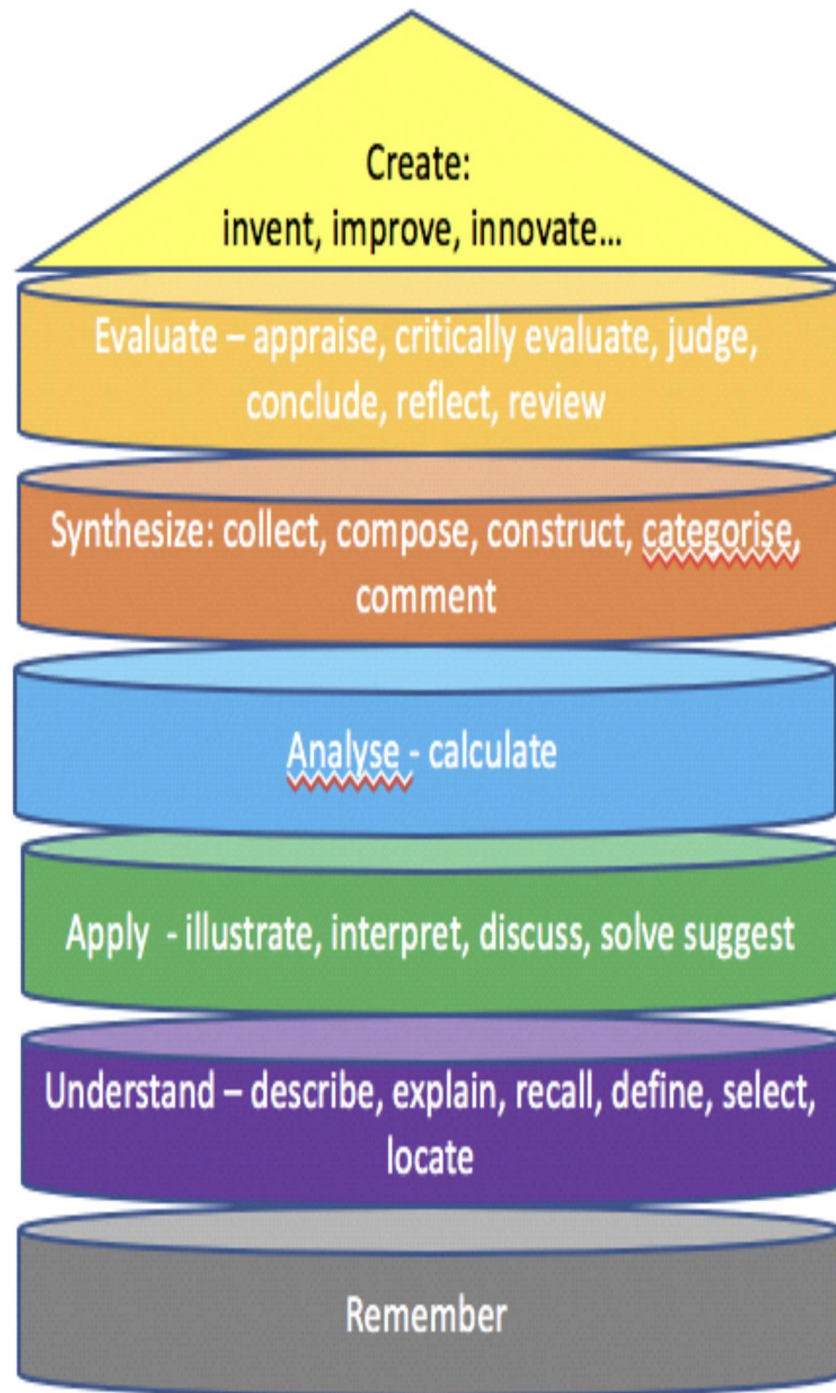 Create:
invent, improve, innovate...
Evaluate – appraise, critically evaluate, judge,
conclude, reflect, review
Synthesize: collect, compose, construct, categorise,
comment
Analyse - calculate
Apply  - illustrate, interpret, discuss, solve suggest
Understand – describe, explain, recall, define, select,
locate
Remember